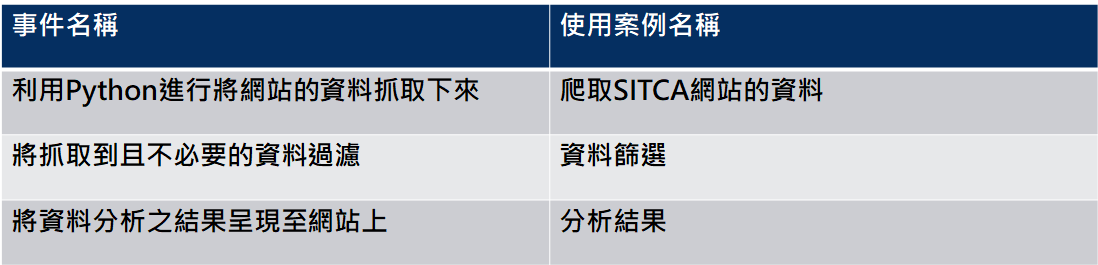 事件名稱 使用案例名稱
利用Python進行將網站的資料抓取下來 爬取SITCA網站的資料
將抓取到且不必要的資料過濾 資料篩選
將資料分析之結果呈現至網站上 分析結果